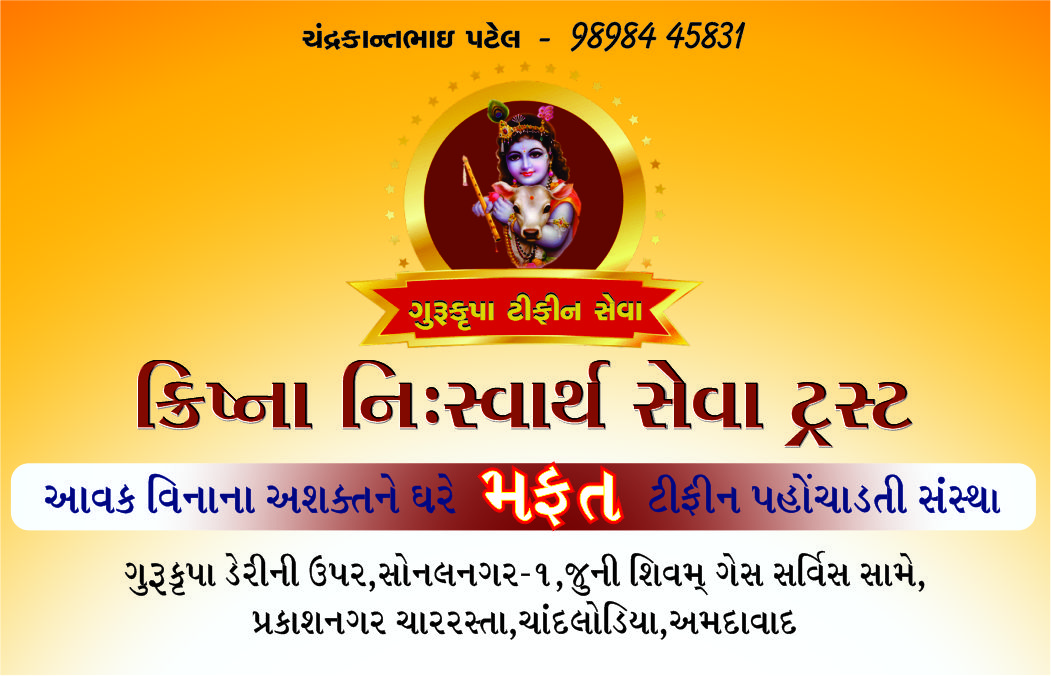 ચંદ્રકાન્તભાઇ પટેલ - 98984 45831
ગુરૂકૃપા ટીફીન સેવા
ક્રિષ્ના નિઃસ્વાર્થ સેવા ટ્રસ્ટ
આવક વિનાના અશક્તને ઘરે મફત ટીફીન પહોંચાડતી સંસ્થા
ગુરૂકૃપા ડેરીની ઉપર,સોનલનગર-૧,જુની શિવમ્ ગેસ સર્વિસ સામે,
પ્રકાશનગર ચારરસ્તા,ચાંદલોડિયા,અમદાવાદ